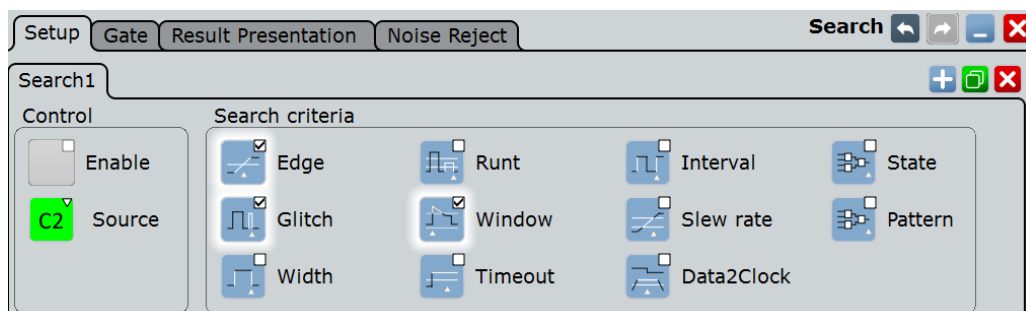 Setup Gate Result Presentation Noise Reject Search
Search1
Control Search criteria
Enable Edge Runt Interval State
C2 Source Glitch Window Slew rate Pattern
Width Timeout Data2Clock